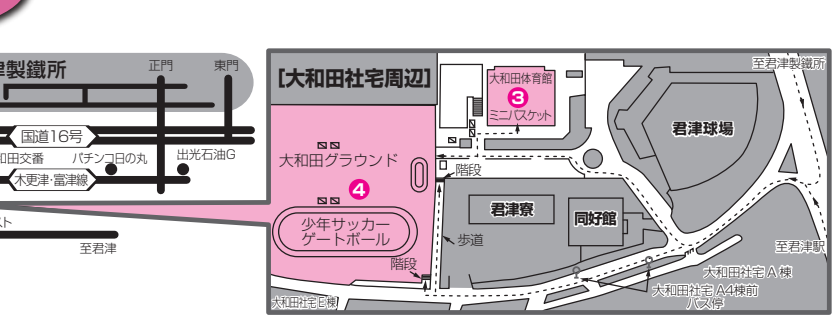 製鐵所
正門
東門
国道16号
和田交番
パチンコ日の丸
出光石油G
木更津・富津線
至君津
[大和田社宅周辺]
大和田体育館
3
ミニバスケット
君津球場
至君津製鐵所
大和田グラウンド
4
階段
君津寮
同好館
少年サッカー
ゲートボール
歩道
階段
至君津駅
大和田社宅A棟
大和田社宅 A4棟前
バス停
大和田社宅E棟